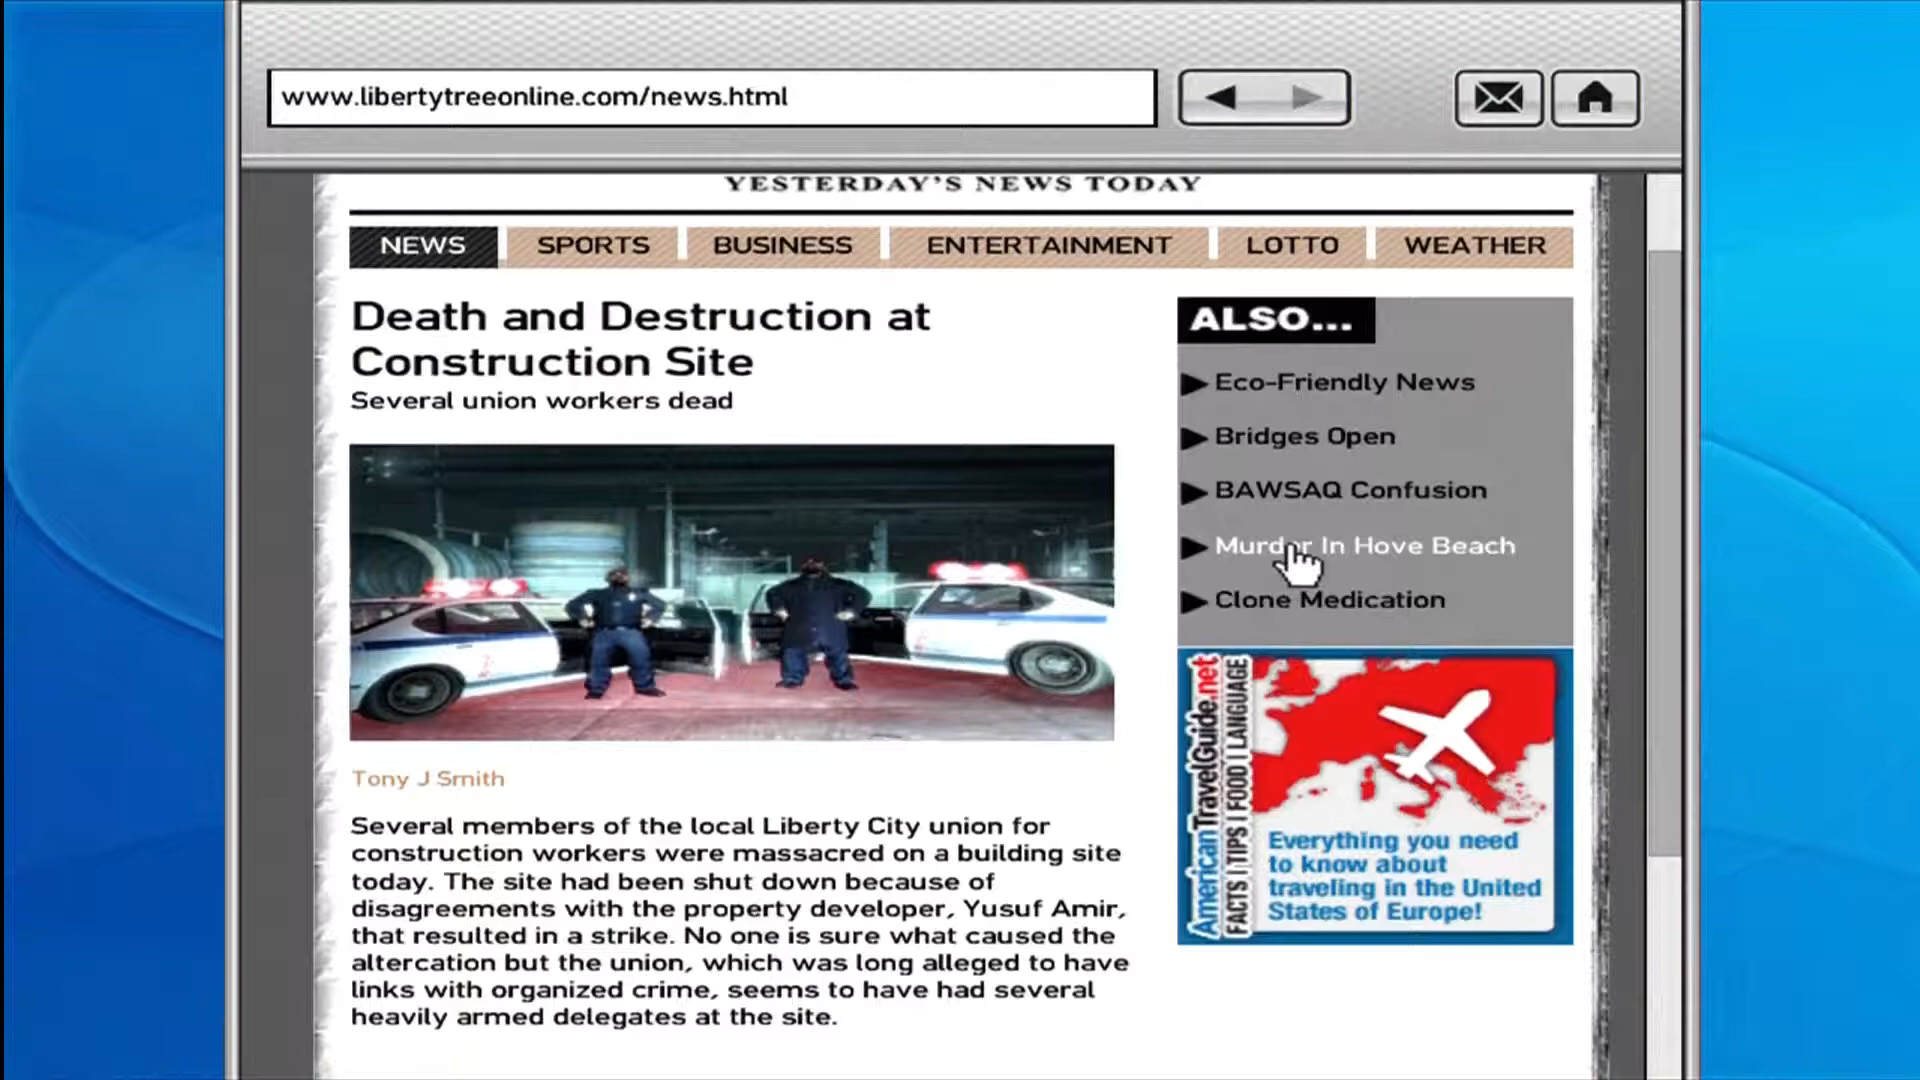 www.libertytreeonline.com/news.html
YESTERDAY'S NEWS TODAY
NEWS
SPORTS
BUSINESS
ENTERTAINMENT
LOTTO
WEATHER
Death and Destruction at
Construction Site
Several union workers dead
Tony J Smith
Several members of the local Liberty City union for
construction workers were massacred on a building site
today. The site had been shut down because of
disagreements with the property developer, Yusuf Amir,
that resulted in a strike. No one is sure what caused the
altercation but the union, which was long alleged to have
links with organized crime, seems to have had several
heavily armed delegates at the site.
ALSO...
Eco-Friendly News
Bridges Open
BAWSAQ Confusion
Murder In Hove Beach
Clone Medication
AmericanTravelGuide.net
FACTS | TIPS | FOOD | LANGUAGE
Everything you need
to know about
traveling in the United
States of Europe!